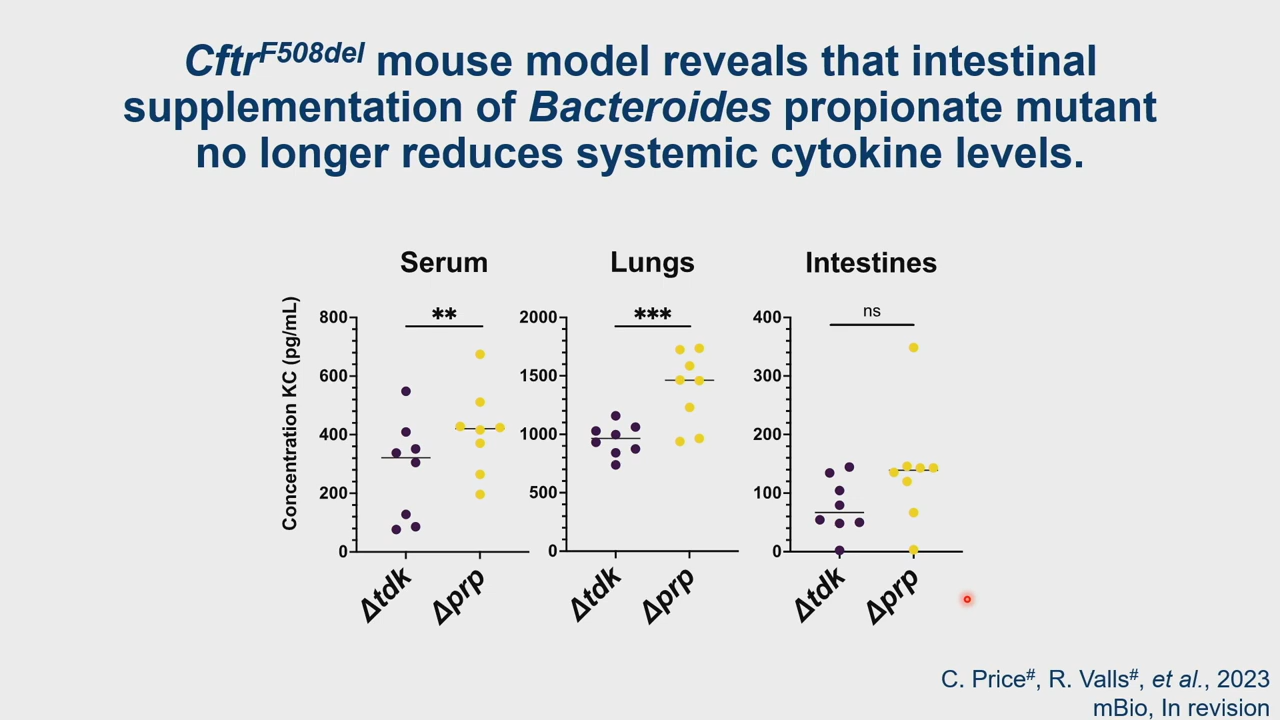 CftrF508del mouse model reveals that intestinal
supplementation of Bacteroides propionate mutant
no longer reduces systemic cytokine levels.
Serum
Lungs
Intestines
Concentration KC (pg/mL)
800
600
400
200
0
**
Δtdk
Δprp
2000
1500
1000
500
0
***
Δtdk
Δprp
400
300
200
100
0
ns
Δtdk
Δprp
C. Price#, R. Valls#, et al., 2023
mBio, In revision